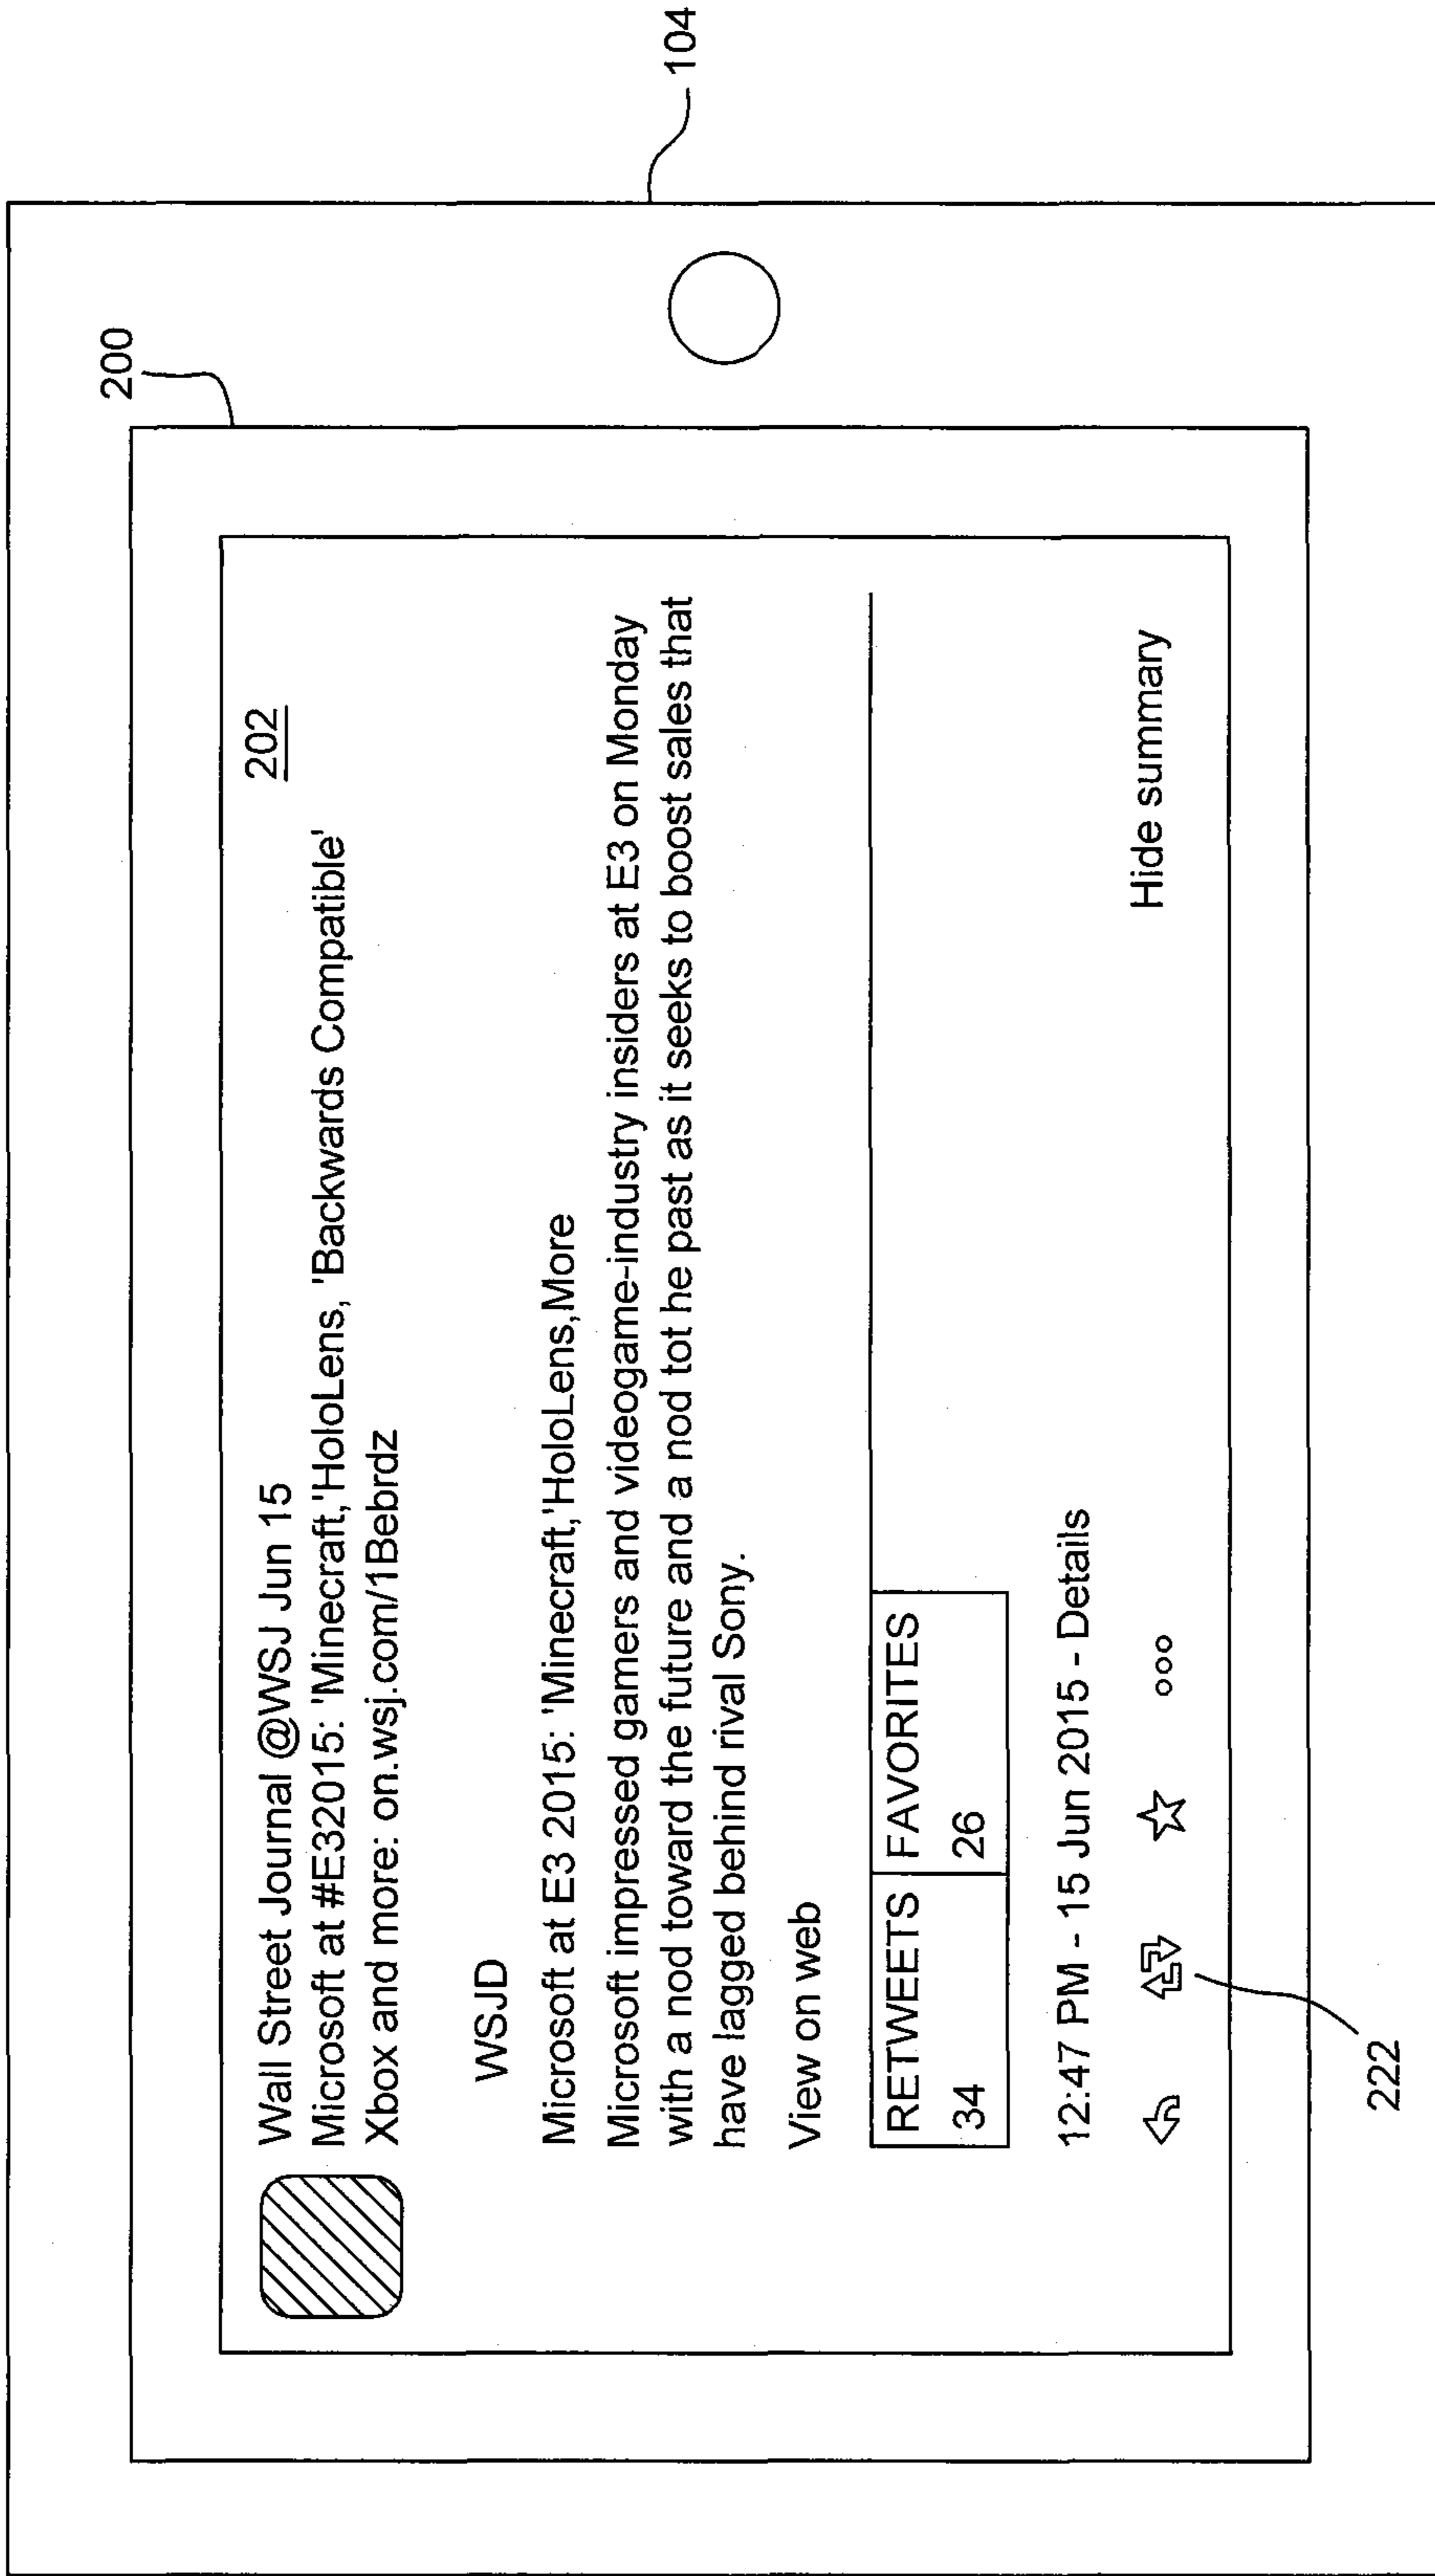 104
200
202
Wall Street Journal @WSJ Jun 15
Microsoft at #E32015: 'Minecraft,'HoloLens, 'Backwards Compatible'
Xbox and more: on.wsj.com/1Bebrdz
WSJD
Microsoft at E3 2015: 'Minecraft,'HoloLens,More
Microsoft impressed gamers and videogame-industry insiders at E3 on Monday
with a nod toward the future and a nod tot he past as it seeks to boost sales that
have lagged behind rival Sony.
View on web
RETWEETS FAVORITES
34 26
12:47 PM - 15 Jun 2015 - Details
Hide summary
222